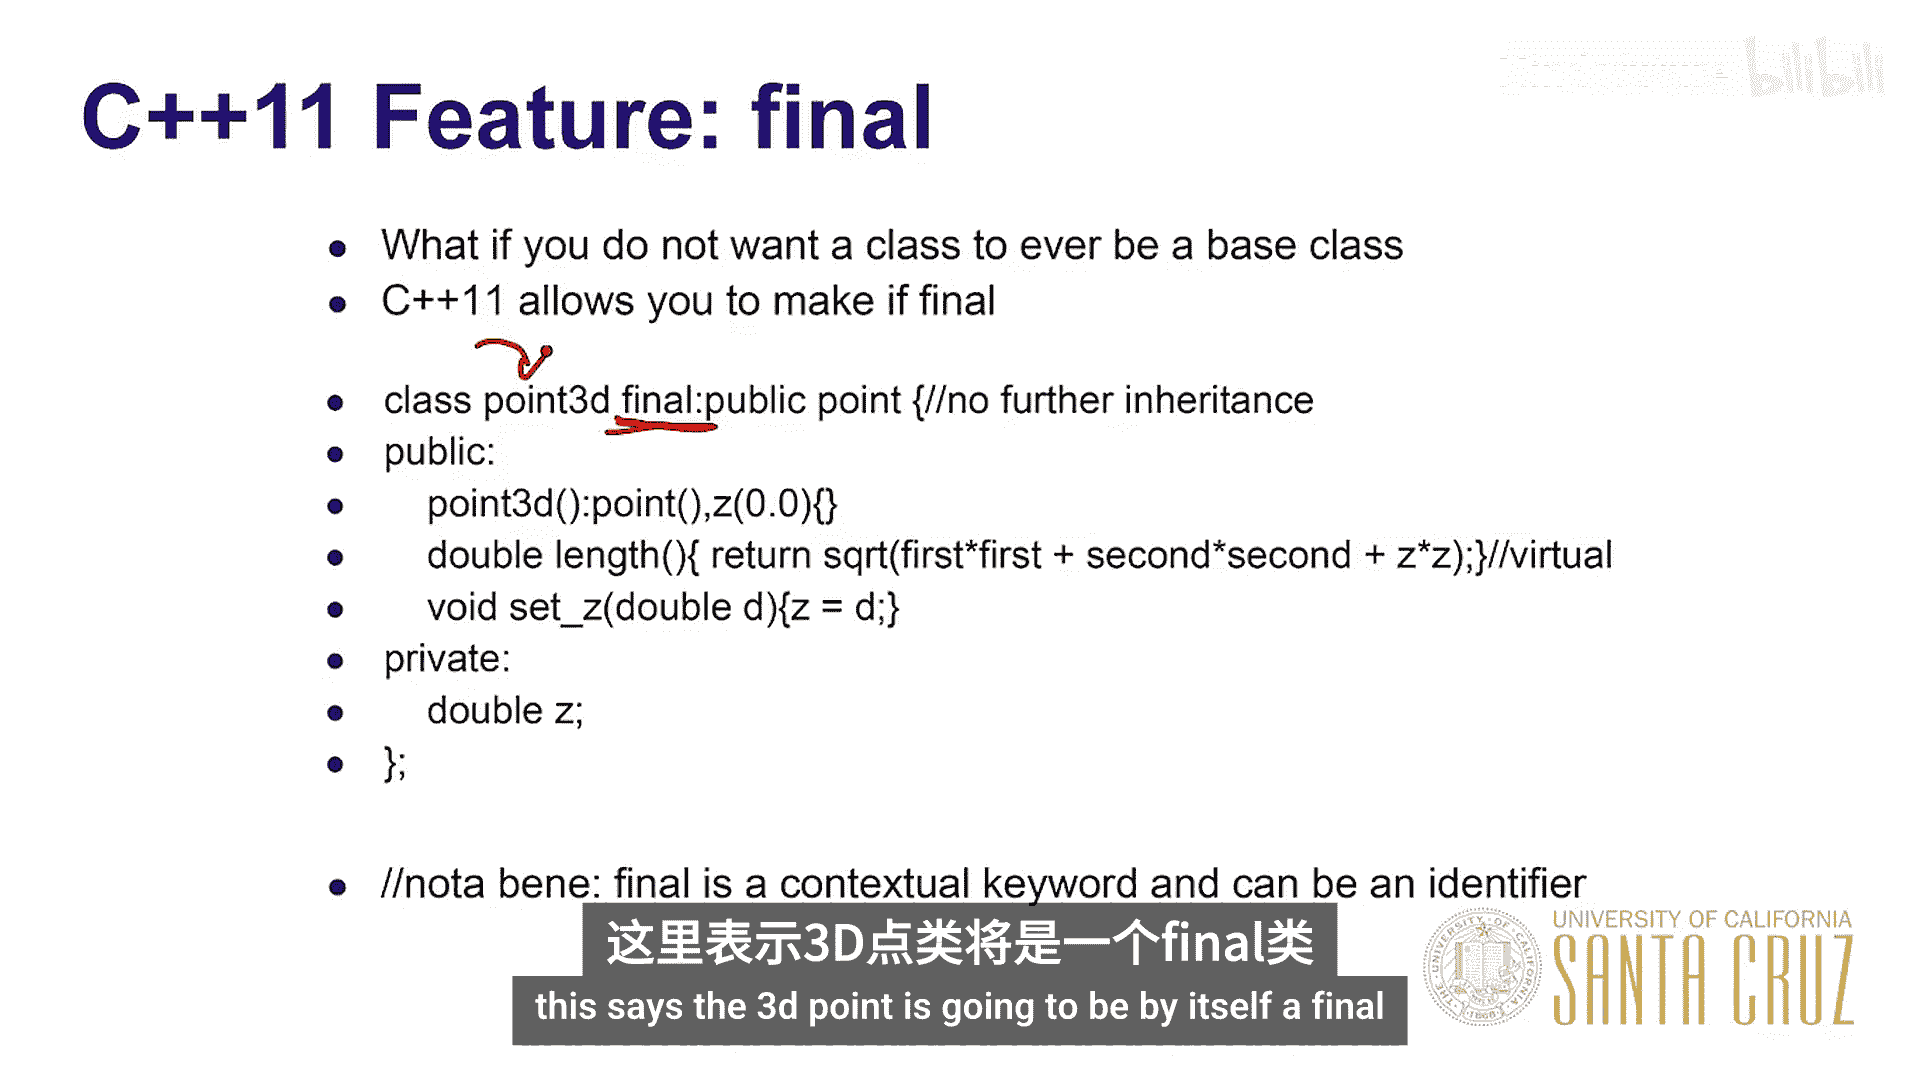 bilibili
C++11 Feature: final
• What if you do not want a class to ever be a base class
• C++11 allows you to make if final
• class point3d final:public point {//no further inheritance
• public:
• point3d():point(),z(0.0){}
• double length(){ return sqrt(first*first + second*second + z*z);}//virtual
• void set_z(double d){z = d;}
• private:
• double z;
• };
• //nota bene: final is a contextual keyword and can be an identifier
这里表示3D点类将是一个final类
this says the 3d point is going to be by itself a final
UNIVERSITY OF CALIFORNIA
SANTA CRUZ